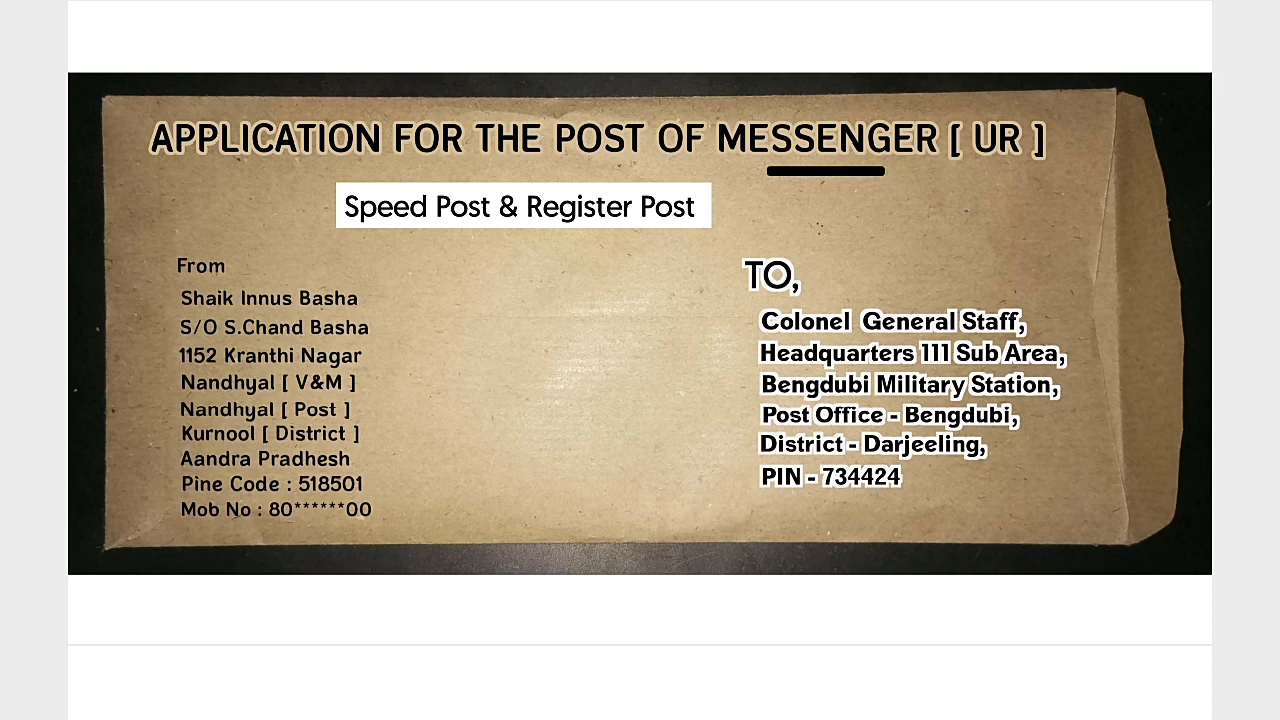 APPLICATION FOR THE POST OF MESSENGER [ UR ]
Speed Post & Register Post
From
Shaik Innus Basha
S/O S.Chand Basha
1152 Kranthi Nagar
Nandhyal [ V&M ]
Nandhyal [ Post ]
Kurnool [ District ]
Aandra Pradhesh
Pine Code : 518501
Mob No : 80******00
TO,
Colonel General Staff,
Headquarters 111 Sub Area,
Bengdubi Military Station,
Post Office - Bengdubi,
District - Darjeeling,
PIN - 734424